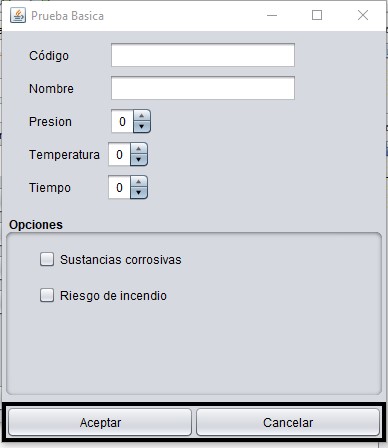 Prueba Basica
Código
Nombre
Presion 0
Temperatura 0
Tiempo 0
Opciones
Sustancias corrosivas
Riesgo de incendio
Aceptar Cancelar